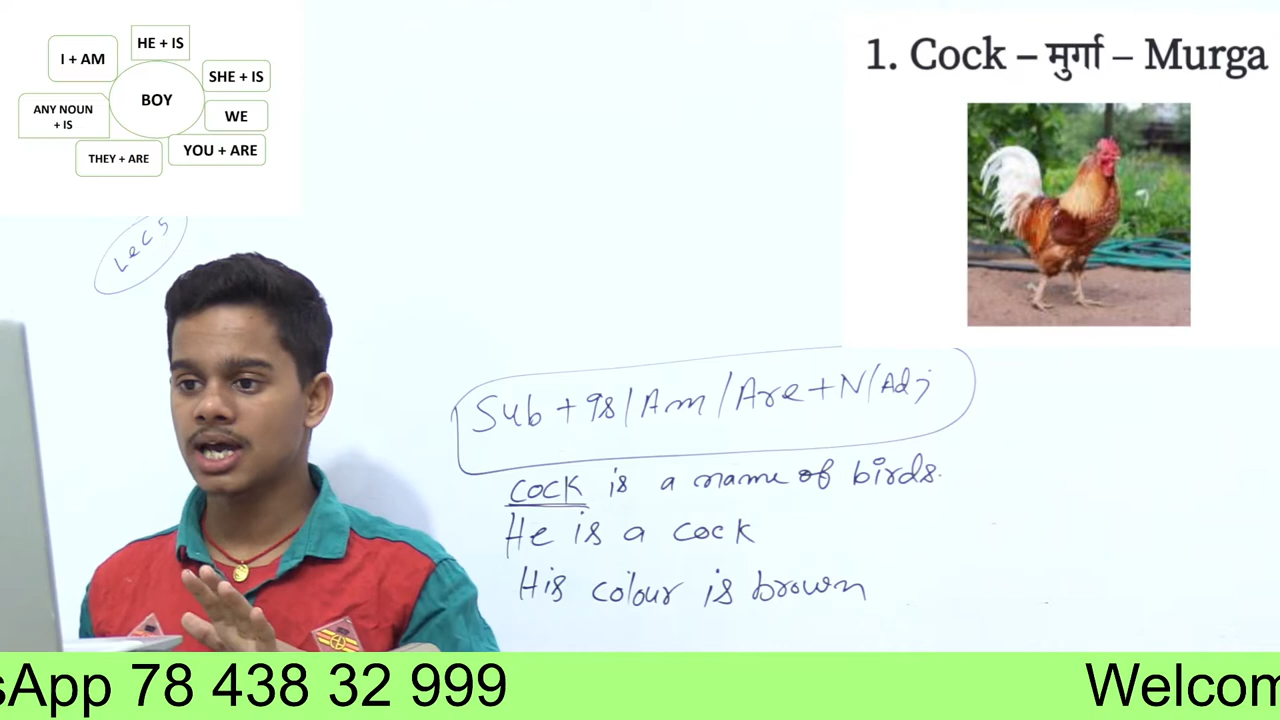 HE + IS
I + AM
SHE + IS
ANY NOUN
+ IS
BOY
WE
THEY + ARE
YOU + ARE
1. Cock – मुर्गा – Murga
Lec 5
Sub + Is / Am / Are + N / Adj
cock is a name of birds.
He is a cock
His colour is brown
sApp 78 438 32 999
Welcom